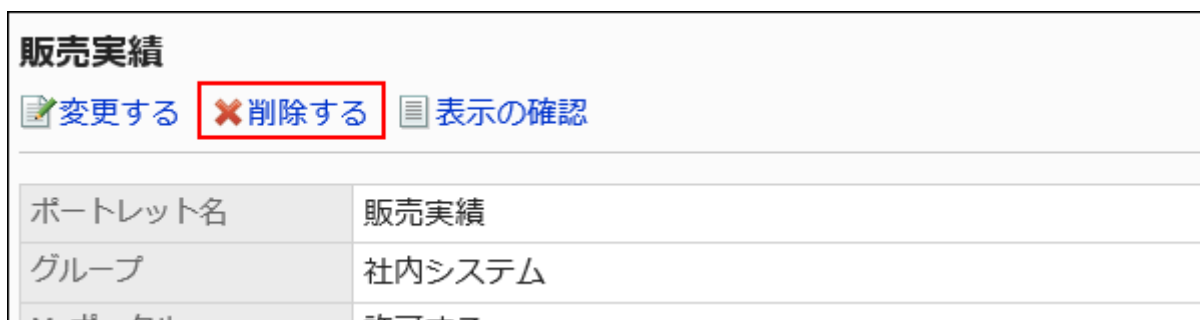 販売実績
変更する 削除する 表示の確認
ポートレット名 販売実績
グループ 社内システム